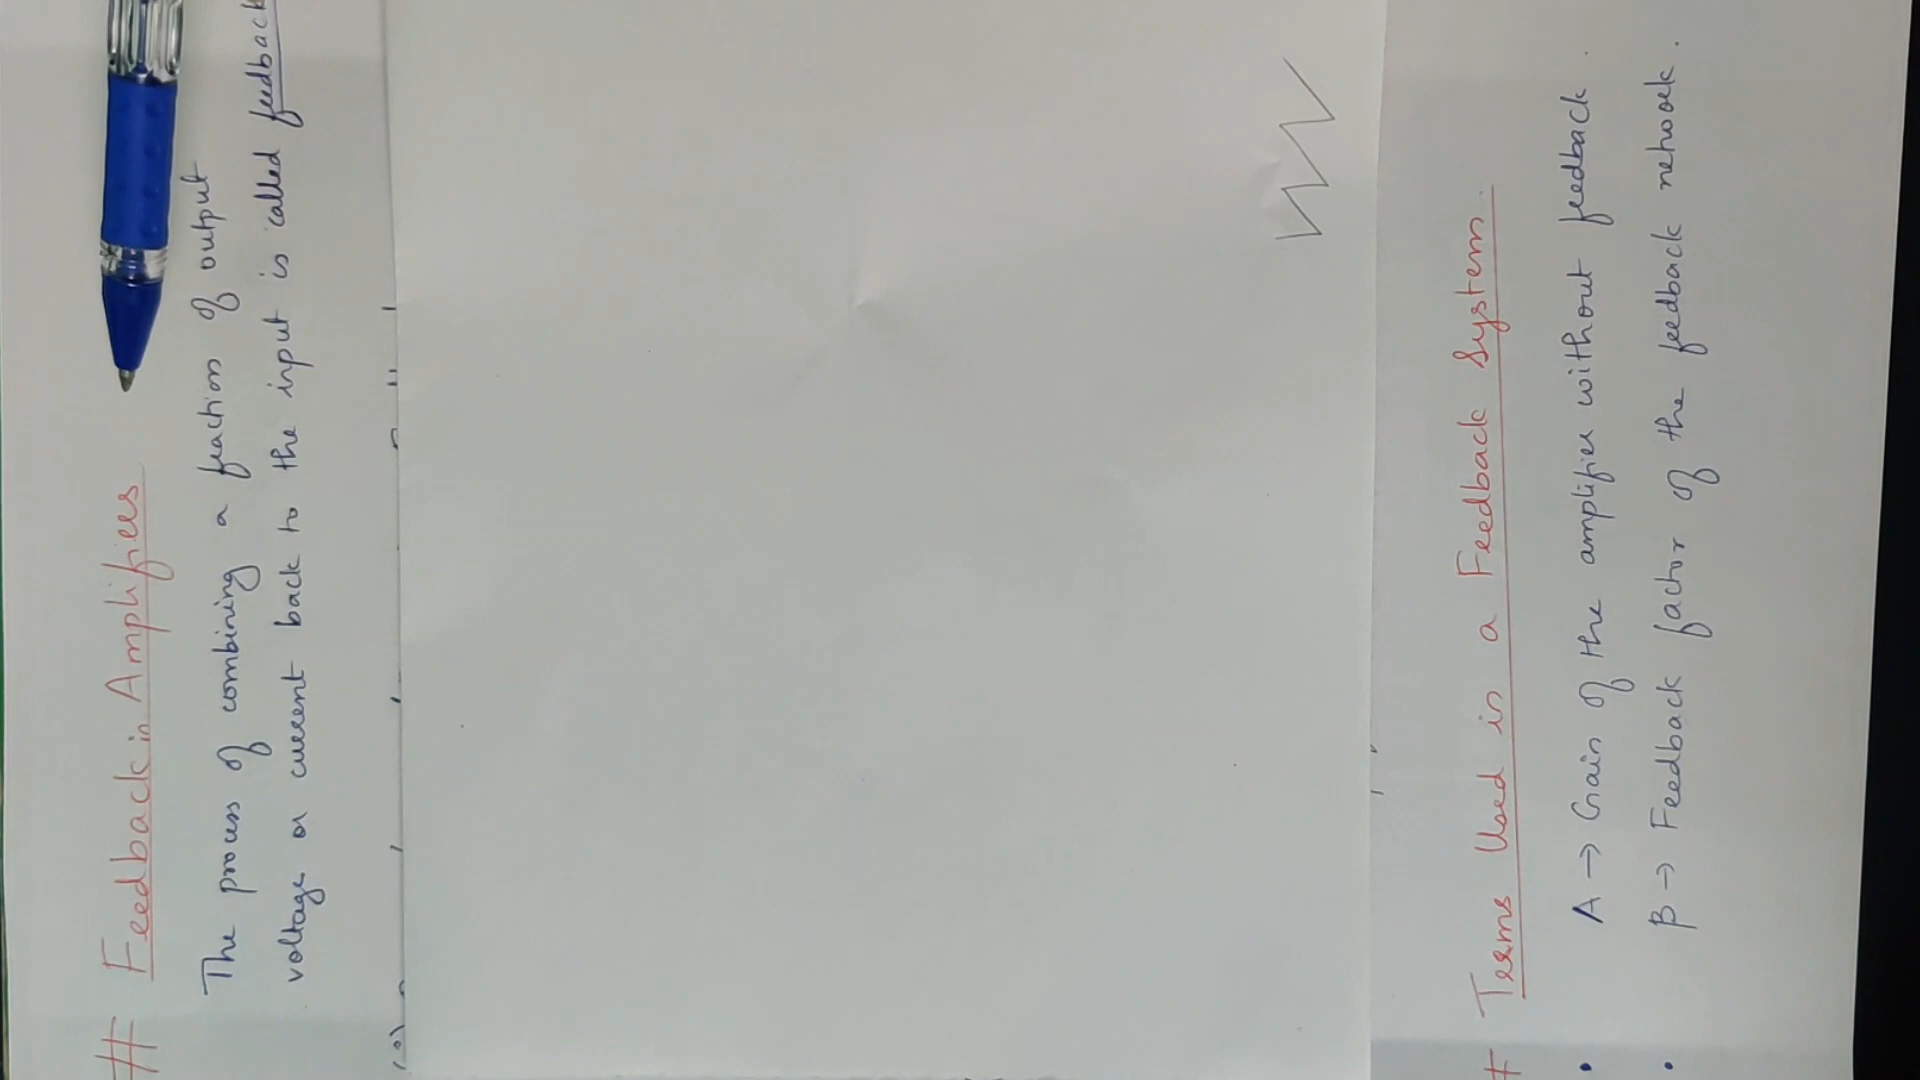 # Feedback in Amplifiers
The process of combining a fraction of output
voltage or current back to the input is called feedback
# Terms Used in a Feedback System.
• A → Gain of the amplifier without feedback.
• β → Feedback factor of the feedback network.